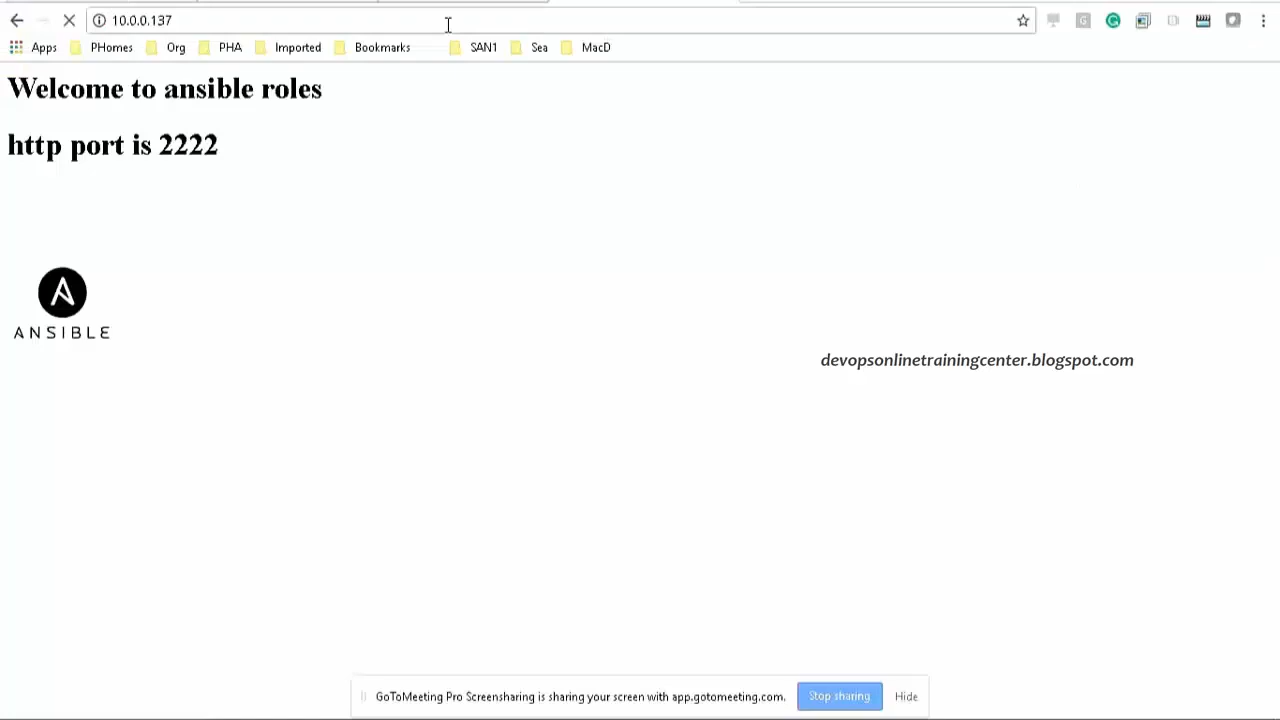 10.0.0.137
Apps PHomes Org PHA Imported Bookmarks SAN1 Sea MacD
Welcome to ansible roles
http port is 2222
ANSIBLE
devopsonlinetrainingcenter.blogspot.com
GoToMeeting Pro Screensharing is sharing your screen with app.gotomeeting.com. Stop sharing Hide